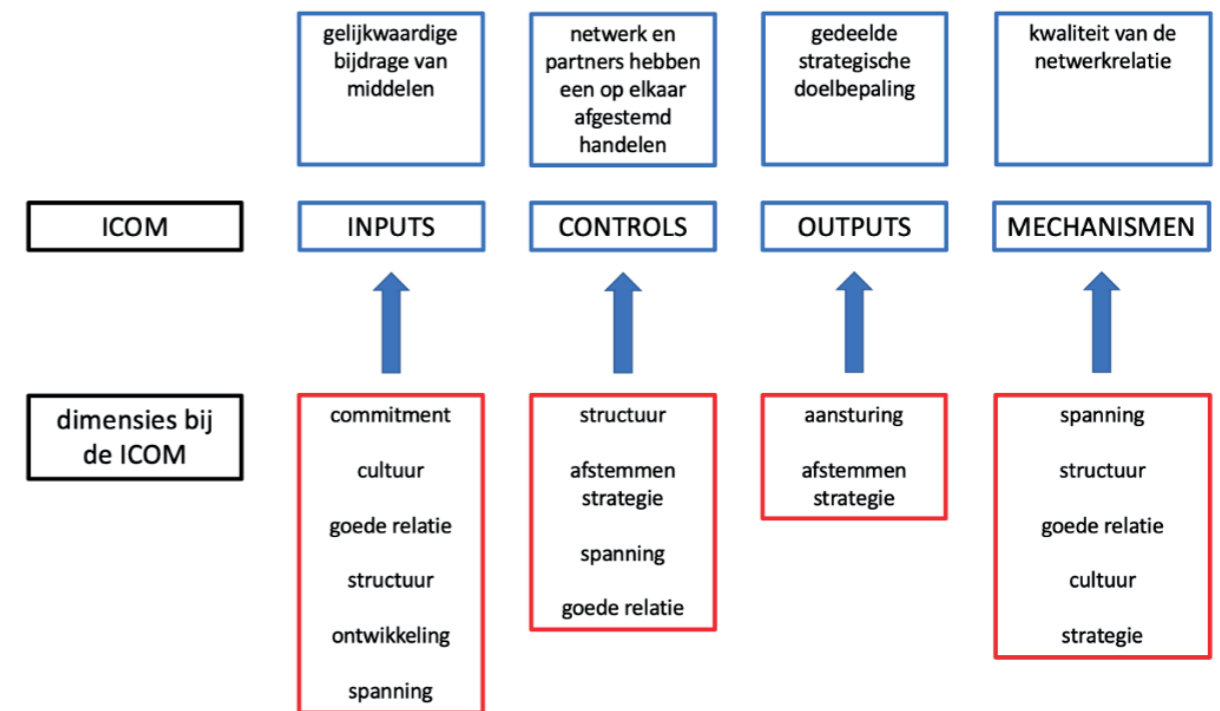 gelijkwaardige
bijdrage van
middelen
netwerk en
partners hebben
een op elkaar
afgestemd
handelen
gedeelde
strategische
doelbepaling
kwaliteit van de
netwerkrelatie
ICOM
INPUTS
CONTROLS
OUTPUTS
MECHANISMEN
dimensies bij
de ICOM
commitment
cultuur
goede relatie
structuur
ontwikkeling
spanning
structuur
afstemmen
strategie
spanning
goede relatie
aansturing
afstemmen
strategie
spanning
structuur
goede relatie
cultuur
strategie